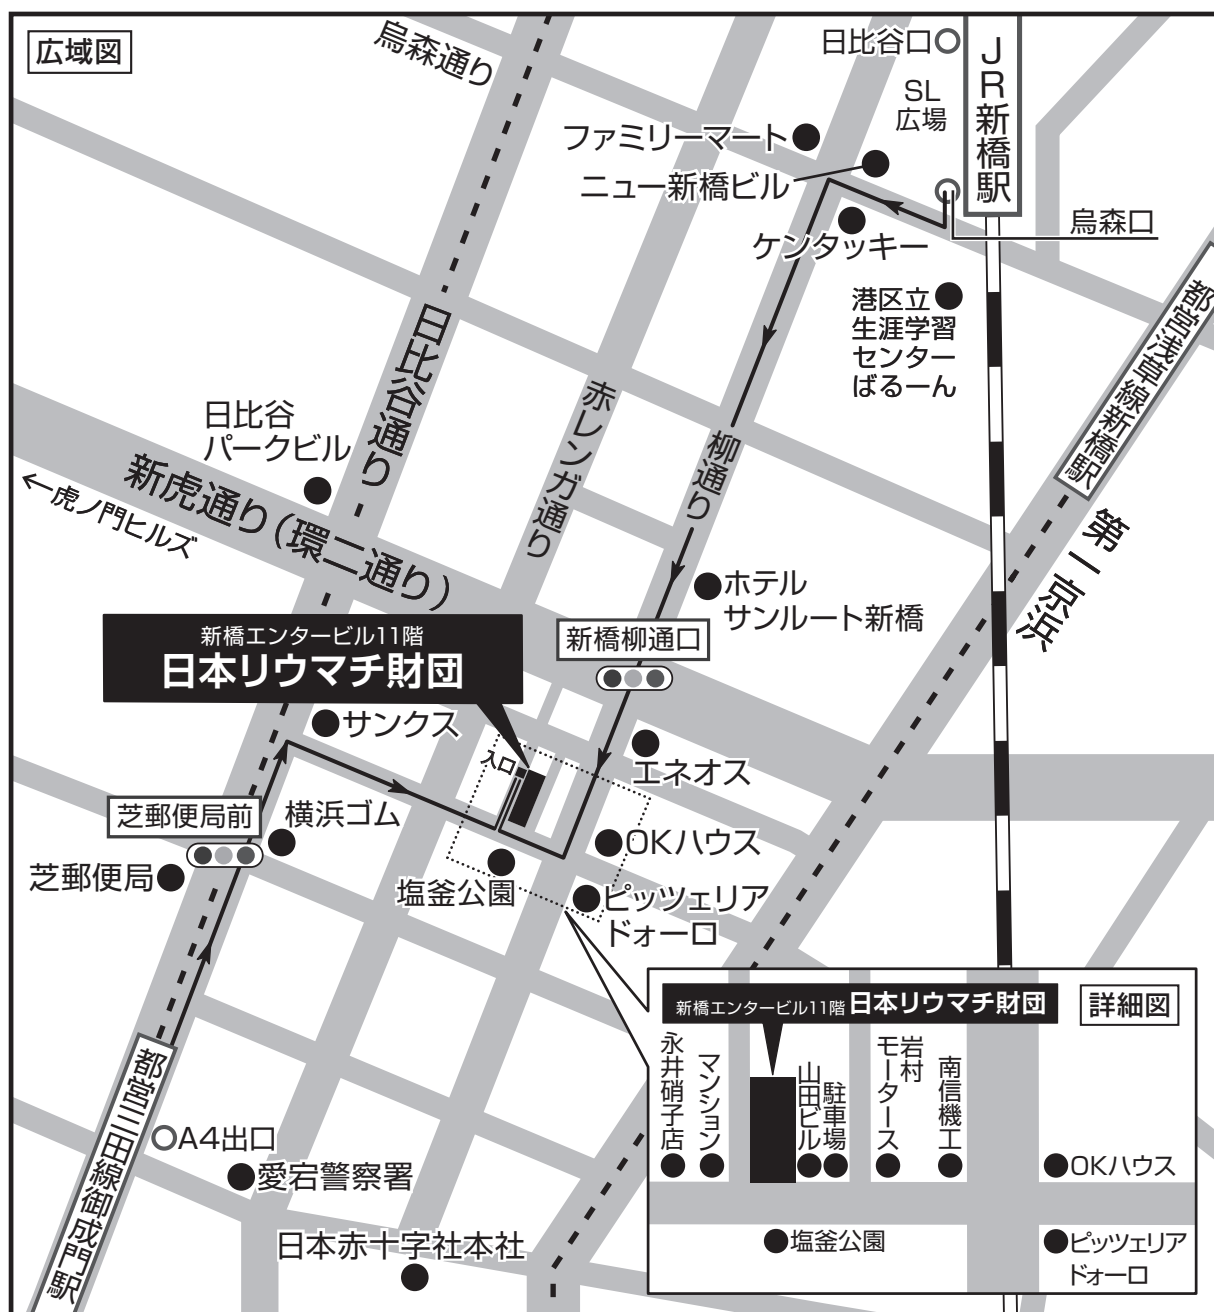 広域図
烏森通り
日比谷口
SL
広場
JR新橋駅
ファミリーマート
ニュー新橋ビル
ケンタッキー
烏森口
港区立
生涯学習
センター
ばるーん
都営浅草線新橋駅
日比谷通り
赤レンガ通り
柳通り
日比谷
パークビル
新虎通り(環二通り)
←虎ノ門ヒルズ
第一京浜
ホテル
サンルート新橋
新橋エンタービル11階
日本リウマチ財団
新橋柳通口
サンクス
入口
エネオス
芝郵便局前
横浜ゴム
OKハウス
芝郵便局
塩釜公園
ピッツェリア
ドォーロ
都営三田線御成門駅
A4出口
愛宕警察署
日本赤十字社本社
新橋エンタービル11階 日本リウマチ財団
詳細図
永井硝子店
マンション
山田ビル
駐車場
岩村
モータース
南信機工
OKハウス
塩釜公園
ピッツェリア
ドォーロ